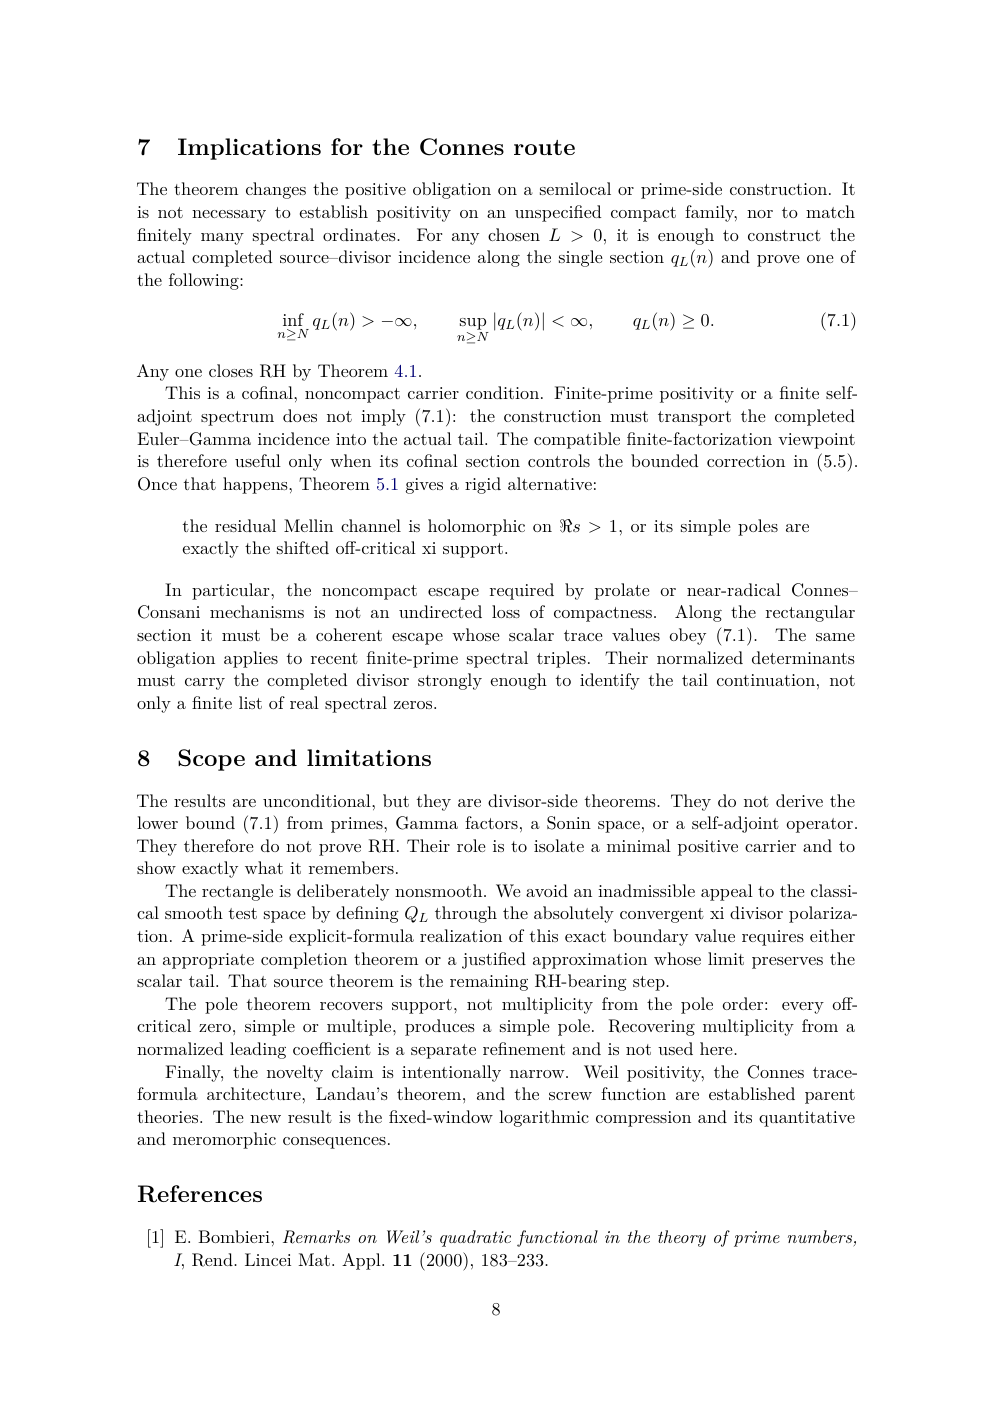 7 Implications for the Connes route
The theorem changes the positive obligation on a semilocal or prime-side construction. It
is not necessary to establish positivity on an unspecified compact family, nor to match
finitely many spectral ordinates. For any chosen L > 0, it is enough to construct the
actual completed source–divisor incidence along the single section q_L(n) and prove one of
the following:
inf_{n≥N} q_L(n) > −∞, sup_{n≥N} |q_L(n)| < ∞, q_L(n) ≥ 0. (7.1)
Any one closes RH by Theorem 4.1.
This is a cofinal, noncompact carrier condition. Finite-prime positivity or a finite self-
adjoint spectrum does not imply (7.1): the construction must transport the completed
Euler–Gamma incidence into the actual tail. The compatible finite-factorization viewpoint
is therefore useful only when its cofinal section controls the bounded correction in (5.5).
Once that happens, Theorem 5.1 gives a rigid alternative:
the residual Mellin channel is holomorphic on ℜs > 1, or its simple poles are
exactly the shifted off-critical xi support.
In particular, the noncompact escape required by prolate or near-radical Connes–
Consani mechanisms is not an undirected loss of compactness. Along the rectangular
section it must be a coherent escape whose scalar trace values obey (7.1). The same
obligation applies to recent finite-prime spectral triples. Their normalized determinants
must carry the completed divisor strongly enough to identify the tail continuation, not
only a finite list of real spectral zeros.
8 Scope and limitations
The results are unconditional, but they are divisor-side theorems. They do not derive the
lower bound (7.1) from primes, Gamma factors, a Sonin space, or a self-adjoint operator.
They therefore do not prove RH. Their role is to isolate a minimal positive carrier and to
show exactly what it remembers.
The rectangle is deliberately nonsmooth. We avoid an inadmissible appeal to the classi-
cal smooth test space by defining Q_L through the absolutely convergent xi divisor polariza-
tion. A prime-side explicit-formula realization of this exact boundary value requires either
an appropriate completion theorem or a justified approximation whose limit preserves the
scalar tail. That source theorem is the remaining RH-bearing step.
The pole theorem recovers support, not multiplicity from the pole order: every off-
critical zero, simple or multiple, produces a simple pole. Recovering multiplicity from a
normalized leading coefficient is a separate refinement and is not used here.
Finally, the novelty claim is intentionally narrow. Weil positivity, the Connes trace-
formula architecture, Landau's theorem, and the screw function are established parent
theories. The new result is the fixed-window logarithmic compression and its quantitative
and meromorphic consequences.
References
[1] E. Bombieri, Remarks on Weil's quadratic functional in the theory of prime numbers,
I, Rend. Lincei Mat. Appl. 11 (2000), 183–233.
8